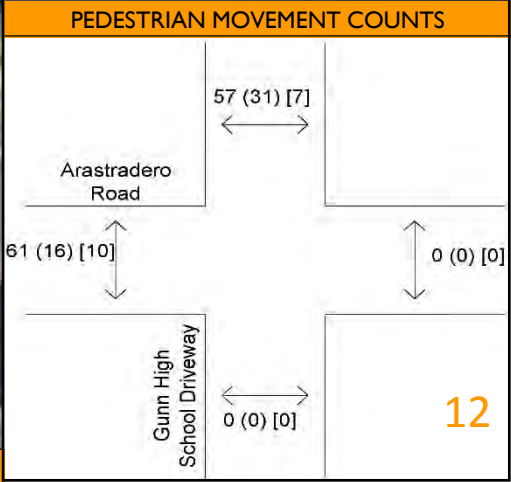 PEDESTRIAN MOVEMENT COUNTS
57 (31) [7]
Arastradero
Road
61 (16) [10]
0 (0) [0]
Gunn High
School Driveway
0 (0) [0]
12